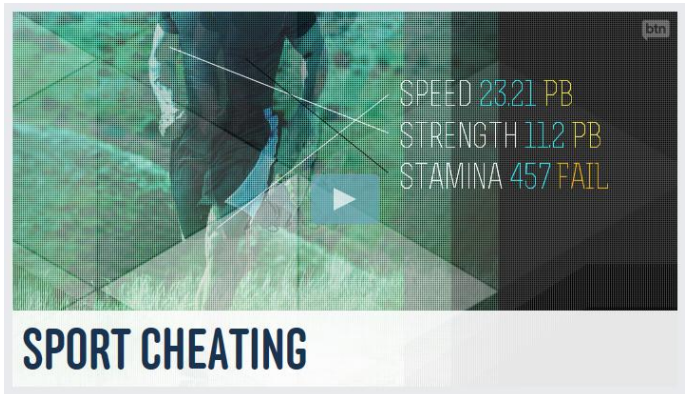 btn
SPEED 23.21 PB
STRENGTH 11.2 PB
STAMINA 457 FAIL
SPORT CHEATING